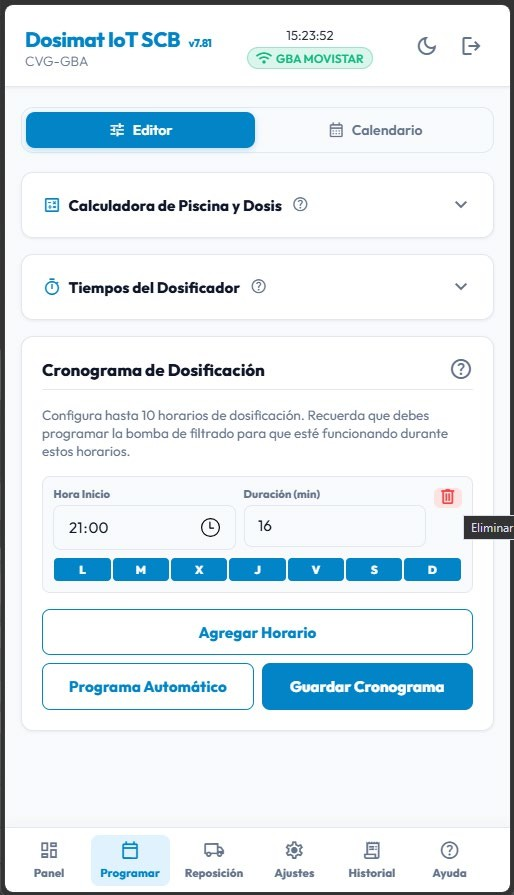 Dosimat IoT SCB v7.81
CVG-GBA
15:23:52
GBA MOVISTAR
Editor
Calendario
Calculadora de Piscina y Dosis
Tiempos del Dosificador
Cronograma de Dosificación
Configura hasta 10 horarios de dosificación. Recuerda que debes
programar la bomba de filtrado para que esté funcionando durante
estos horarios.
Hora Inicio
Duración (min)
21:00
16
Eliminar
L M X J V S D
Agregar Horario
Programa Automático
Guardar Cronograma
Panel
Programar
Reposición
Ajustes
Historial
Ayuda